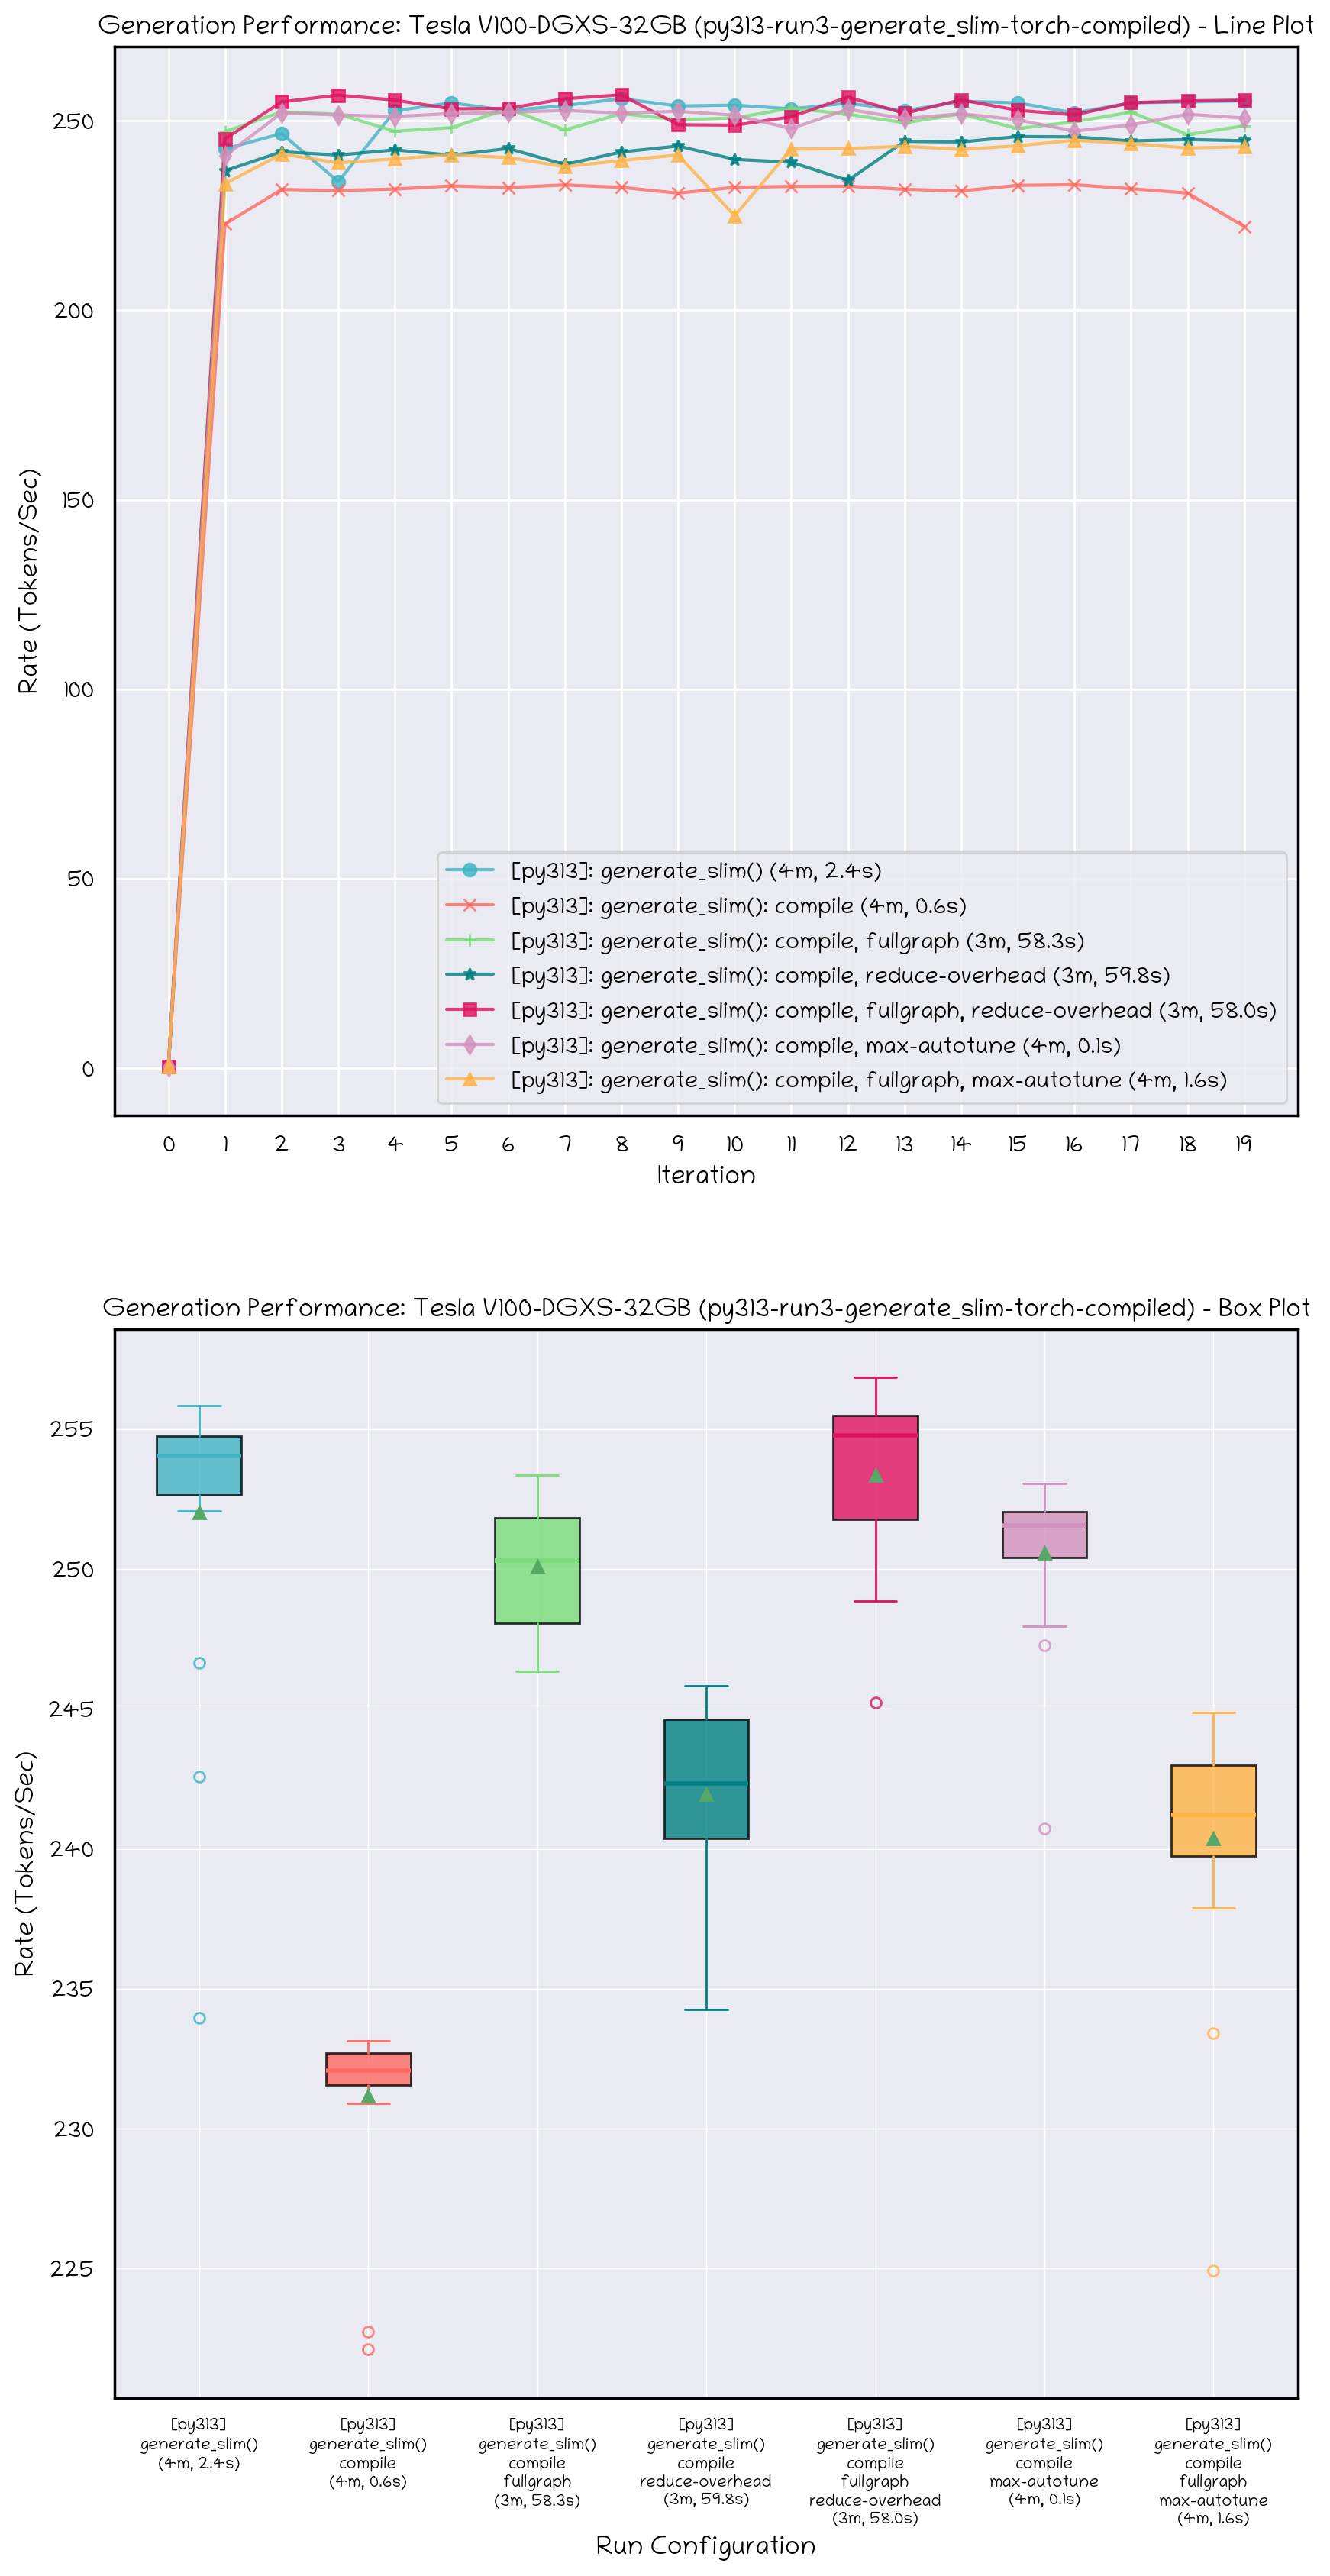 Generation Performance: Tesla V100-DGXS-32GB (py313-run3-generate_slim-torch-compiled) - Line Plot
250
200
150
100
50
0
Rate (Tokens/Sec)
[py313]: generate_slim() (4m, 2.4s)
[py313]: generate_slim(): compile (4m, 0.6s)
[py313]: generate_slim(): compile, fullgraph (3m, 58.3s)
[py313]: generate_slim(): compile, reduce-overhead (3m, 59.8s)
[py313]: generate_slim(): compile, fullgraph, reduce-overhead (3m, 58.0s)
[py313]: generate_slim(): compile, max-autotune (4m, 0.1s)
[py313]: generate_slim(): compile, fullgraph, max-autotune (4m, 1.6s)
0 1 2 3 4 5 6 7 8 9 10 11 12 13 14 15 16 17 18 19
Iteration
Generation Performance: Tesla V100-DGXS-32GB (py313-run3-generate_slim-torch-compiled) - Box Plot
255
250
245
240
235
230
225
Rate (Tokens/Sec)
[py313]
generate_slim()
(4m, 2.4s)
[py313]
generate_slim()
compile
(4m, 0.6s)
[py313]
generate_slim()
compile
fullgraph
(3m, 58.3s)
[py313]
generate_slim()
compile
reduce-overhead
(3m, 59.8s)
[py313]
generate_slim()
compile
fullgraph
reduce-overhead
(3m, 58.0s)
[py313]
generate_slim()
compile
max-autotune
(4m, 0.1s)
[py313]
generate_slim()
compile
fullgraph
max-autotune
(4m, 1.6s)
Run Configuration